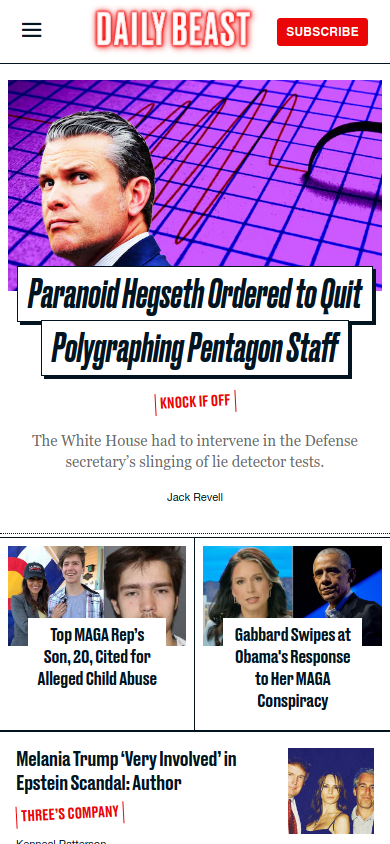 DAILY BEAST
SUBSCRIBE
Paranoid Hegseth Ordered to Quit
Polygraphing Pentagon Staff
KNOCK IF OFF
The White House had to intervene in the Defense
secretary’s slinging of lie detector tests.
Jack Revell
Top MAGA Rep’s
Son, 20, Cited for
Alleged Child Abuse
Gabbard Swipes at
Obama’s Response
to Her MAGA
Conspiracy
Melania Trump ‘Very Involved’ in
Epstein Scandal: Author
THREE’S COMPANY
Kenneal Patterson